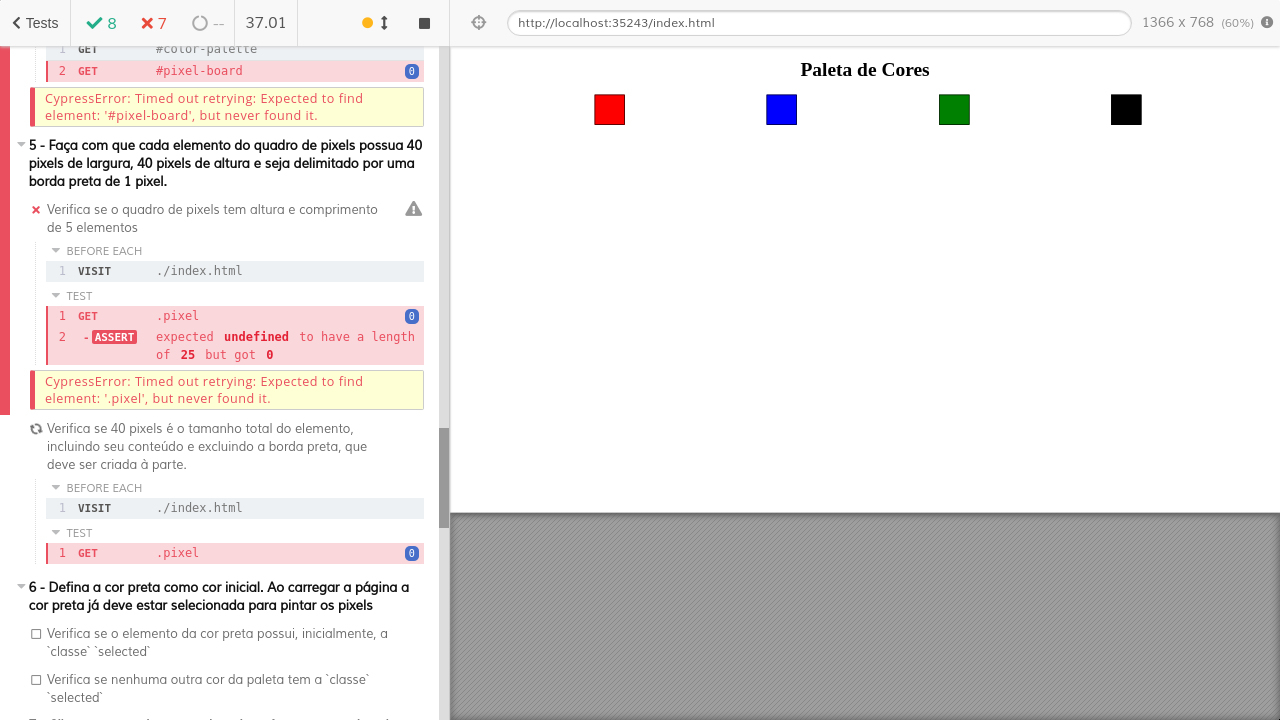 Tests 8 7 -- 37.01 http://localhost:35243/index.html 1366 x 768 (60%)
1 GET #color-palette
2 GET #pixel-board 0
CypressError: Timed out retrying: Expected to find
element: '#pixel-board', but never found it.
5 - Faça com que cada elemento do quadro de pixels possua 40
pixels de largura, 40 pixels de altura e seja delimitado por uma
borda preta de 1 pixel.
Verifica se o quadro de pixels tem altura e comprimento
de 5 elementos
BEFORE EACH
1 VISIT ./index.html
TEST
1 GET .pixel 0
2 -ASSERT expected undefined to have a length
of 25 but got 0
CypressError: Timed out retrying: Expected to find
element: '.pixel', but never found it.
Verifica se 40 pixels é o tamanho total do elemento,
incluindo seu conteúdo e excluindo a borda preta, que
deve ser criada à parte.
BEFORE EACH
1 VISIT ./index.html
TEST
1 GET .pixel 0
6 - Defina a cor preta como cor inicial. Ao carregar a página a
cor preta já deve estar selecionada para pintar os pixels
Verifica se o elemento da cor preta possui, inicialmente, a
`classe` `selected`
Verifica se nenhuma outra cor da paleta tem a `classe`
`selected`
Paleta de Cores